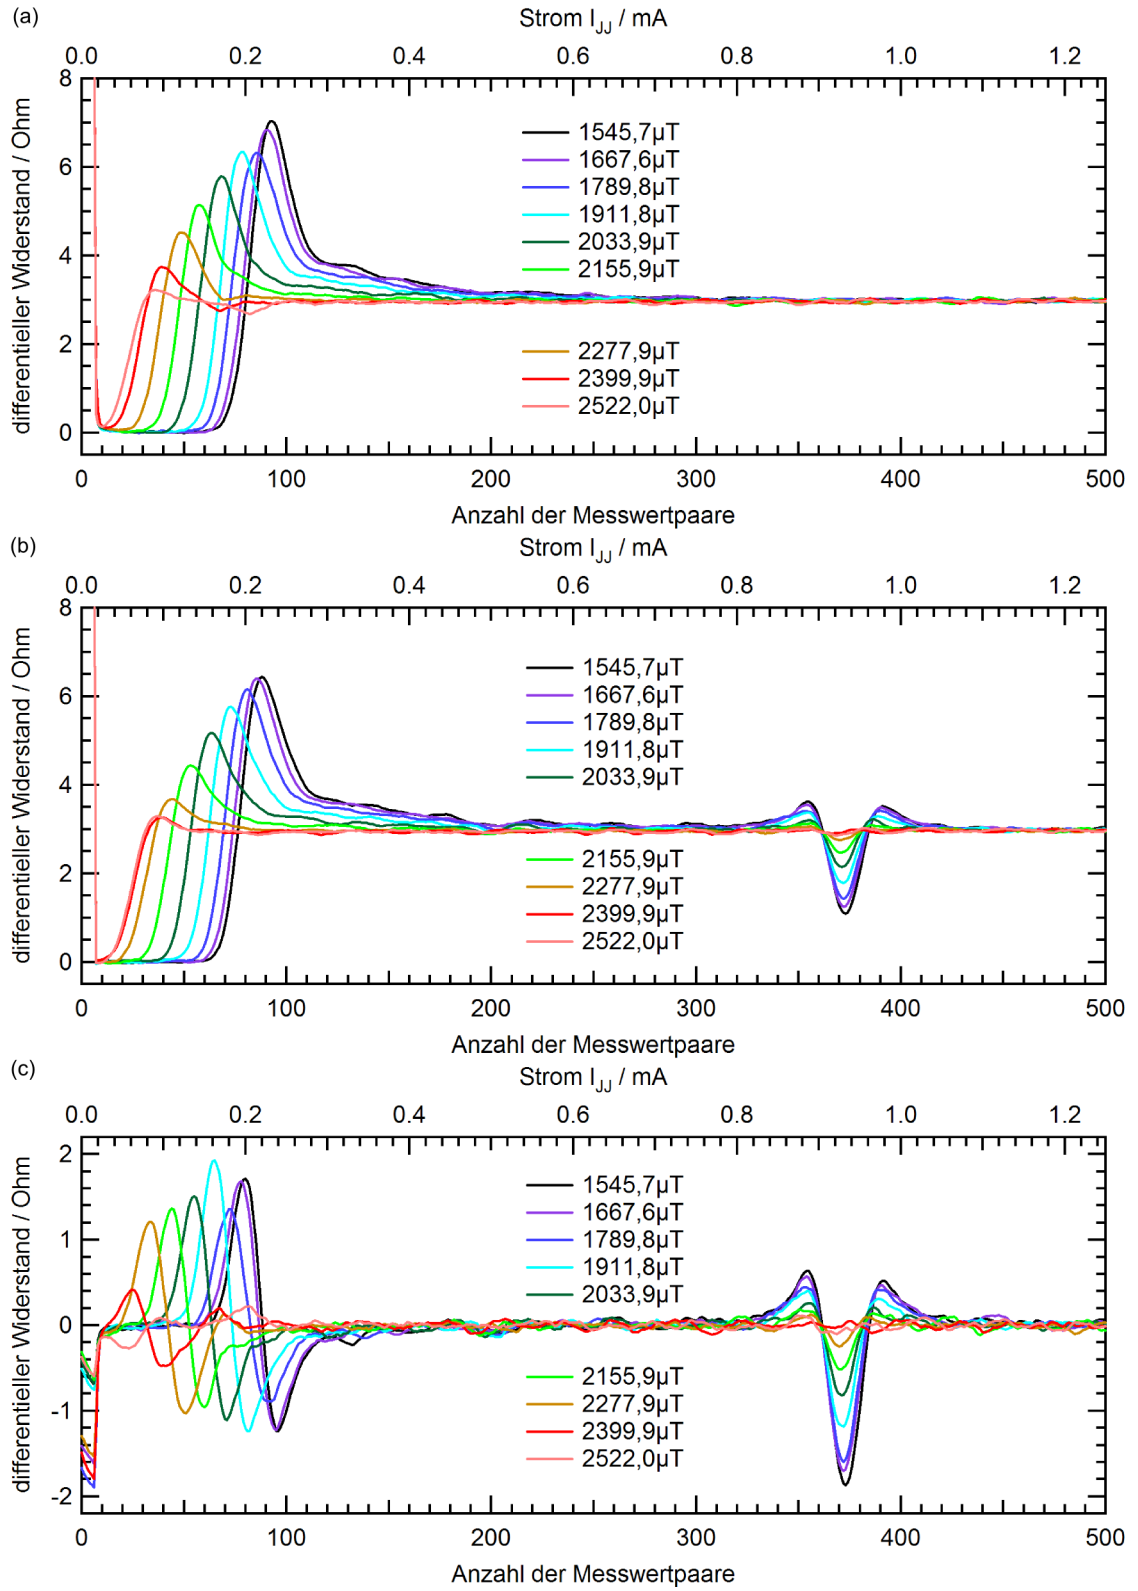 (a)
Strom I_JJ / mA
0.0 0.2 0.4 0.6 0.8 1.0 1.2
differentieller Widerstand / Ohm
8
6
4
2
0
1545,7µT
1667,6µT
1789,8µT
1911,8µT
2033,9µT
2155,9µT
2277,9µT
2399,9µT
2522,0µT
0 100 200 300 400 500
Anzahl der Messwertpaare
(b)
Strom I_JJ / mA
0.0 0.2 0.4 0.6 0.8 1.0 1.2
differentieller Widerstand / Ohm
8
6
4
2
0
1545,7µT
1667,6µT
1789,8µT
1911,8µT
2033,9µT
2155,9µT
2277,9µT
2399,9µT
2522,0µT
0 100 200 300 400 500
Anzahl der Messwertpaare
(c)
Strom I_JJ / mA
0.0 0.2 0.4 0.6 0.8 1.0 1.2
differentieller Widerstand / Ohm
2
1
0
-1
-2
1545,7µT
1667,6µT
1789,8µT
1911,8µT
2033,9µT
2155,9µT
2277,9µT
2399,9µT
2522,0µT
0 100 200 300 400 500
Anzahl der Messwertpaare